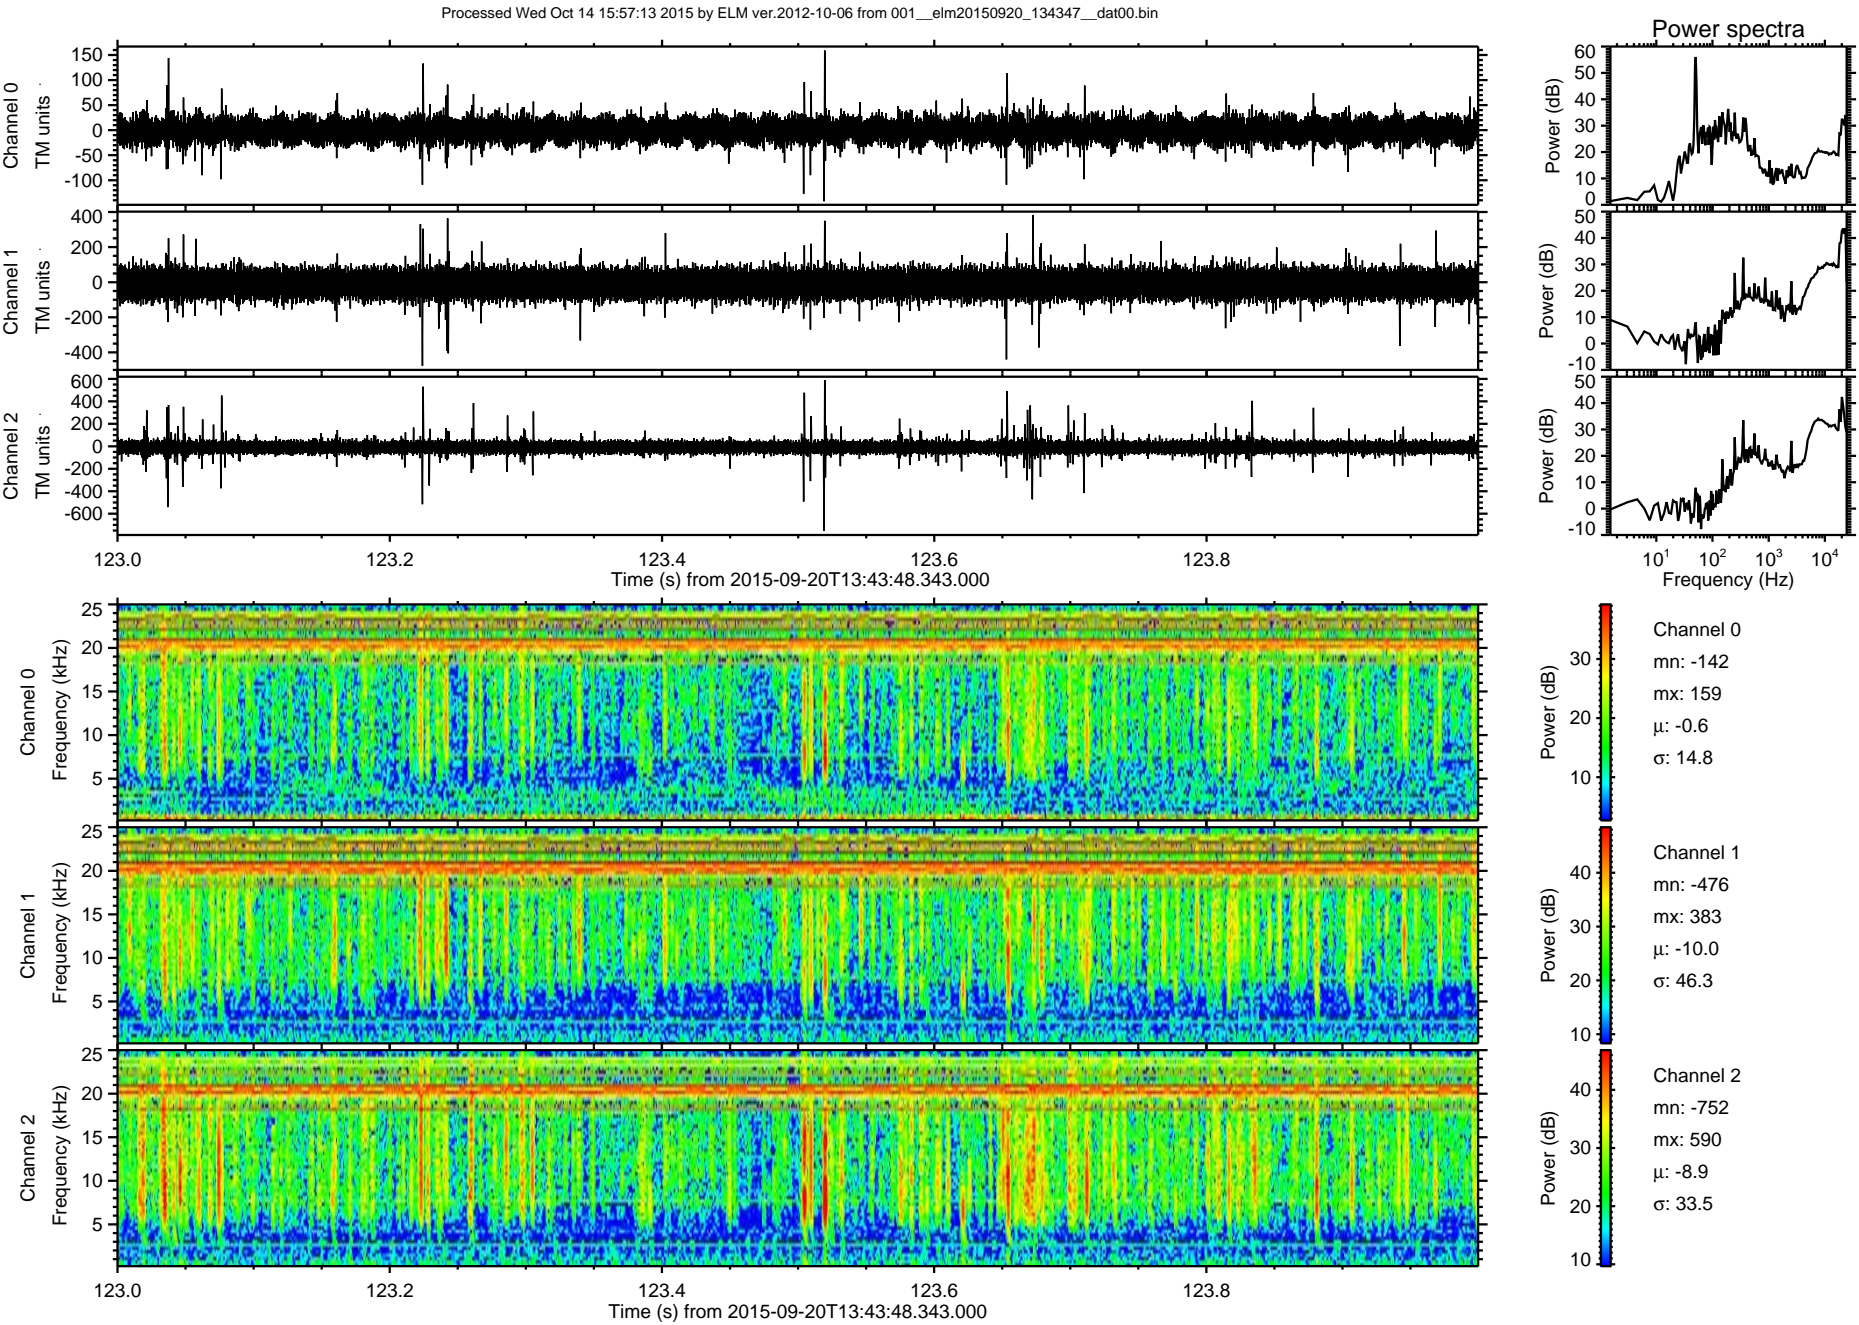 Processed Wed Oct 14 15:57:13 2015 by ELM ver.2012-10-06 from 001__elm20150920_134347__dat00.bin
Power spectra
Channel 0
TM units
150
100
50
0
-50
-100
Power (dB)
60
50
40
30
20
10
0
Channel 1
TM units
400
200
0
-200
-400
Power (dB)
50
40
30
20
10
0
-10
Channel 2
TM units
600
400
200
0
-200
-400
-600
Power (dB)
50
40
30
20
10
0
-10
123.0 123.2 123.4 123.6 123.8
Time (s) from 2015-09-20T13:43:48.343.000
10^1 10^2 10^3 10^4
Frequency (Hz)
Channel 0
Frequency (kHz)
25
20
15
10
5
Power (dB)
30
20
10
Channel 0
mn: -142
mx: 159
μ: -0.6
σ: 14.8
Channel 1
Frequency (kHz)
25
20
15
10
5
Power (dB)
40
30
20
10
Channel 1
mn: -476
mx: 383
μ: -10.0
σ: 46.3
Channel 2
Frequency (kHz)
25
20
15
10
5
Power (dB)
40
30
20
10
Channel 2
mn: -752
mx: 590
μ: -8.9
σ: 33.5
123.0 123.2 123.4 123.6 123.8
Time (s) from 2015-09-20T13:43:48.343.000